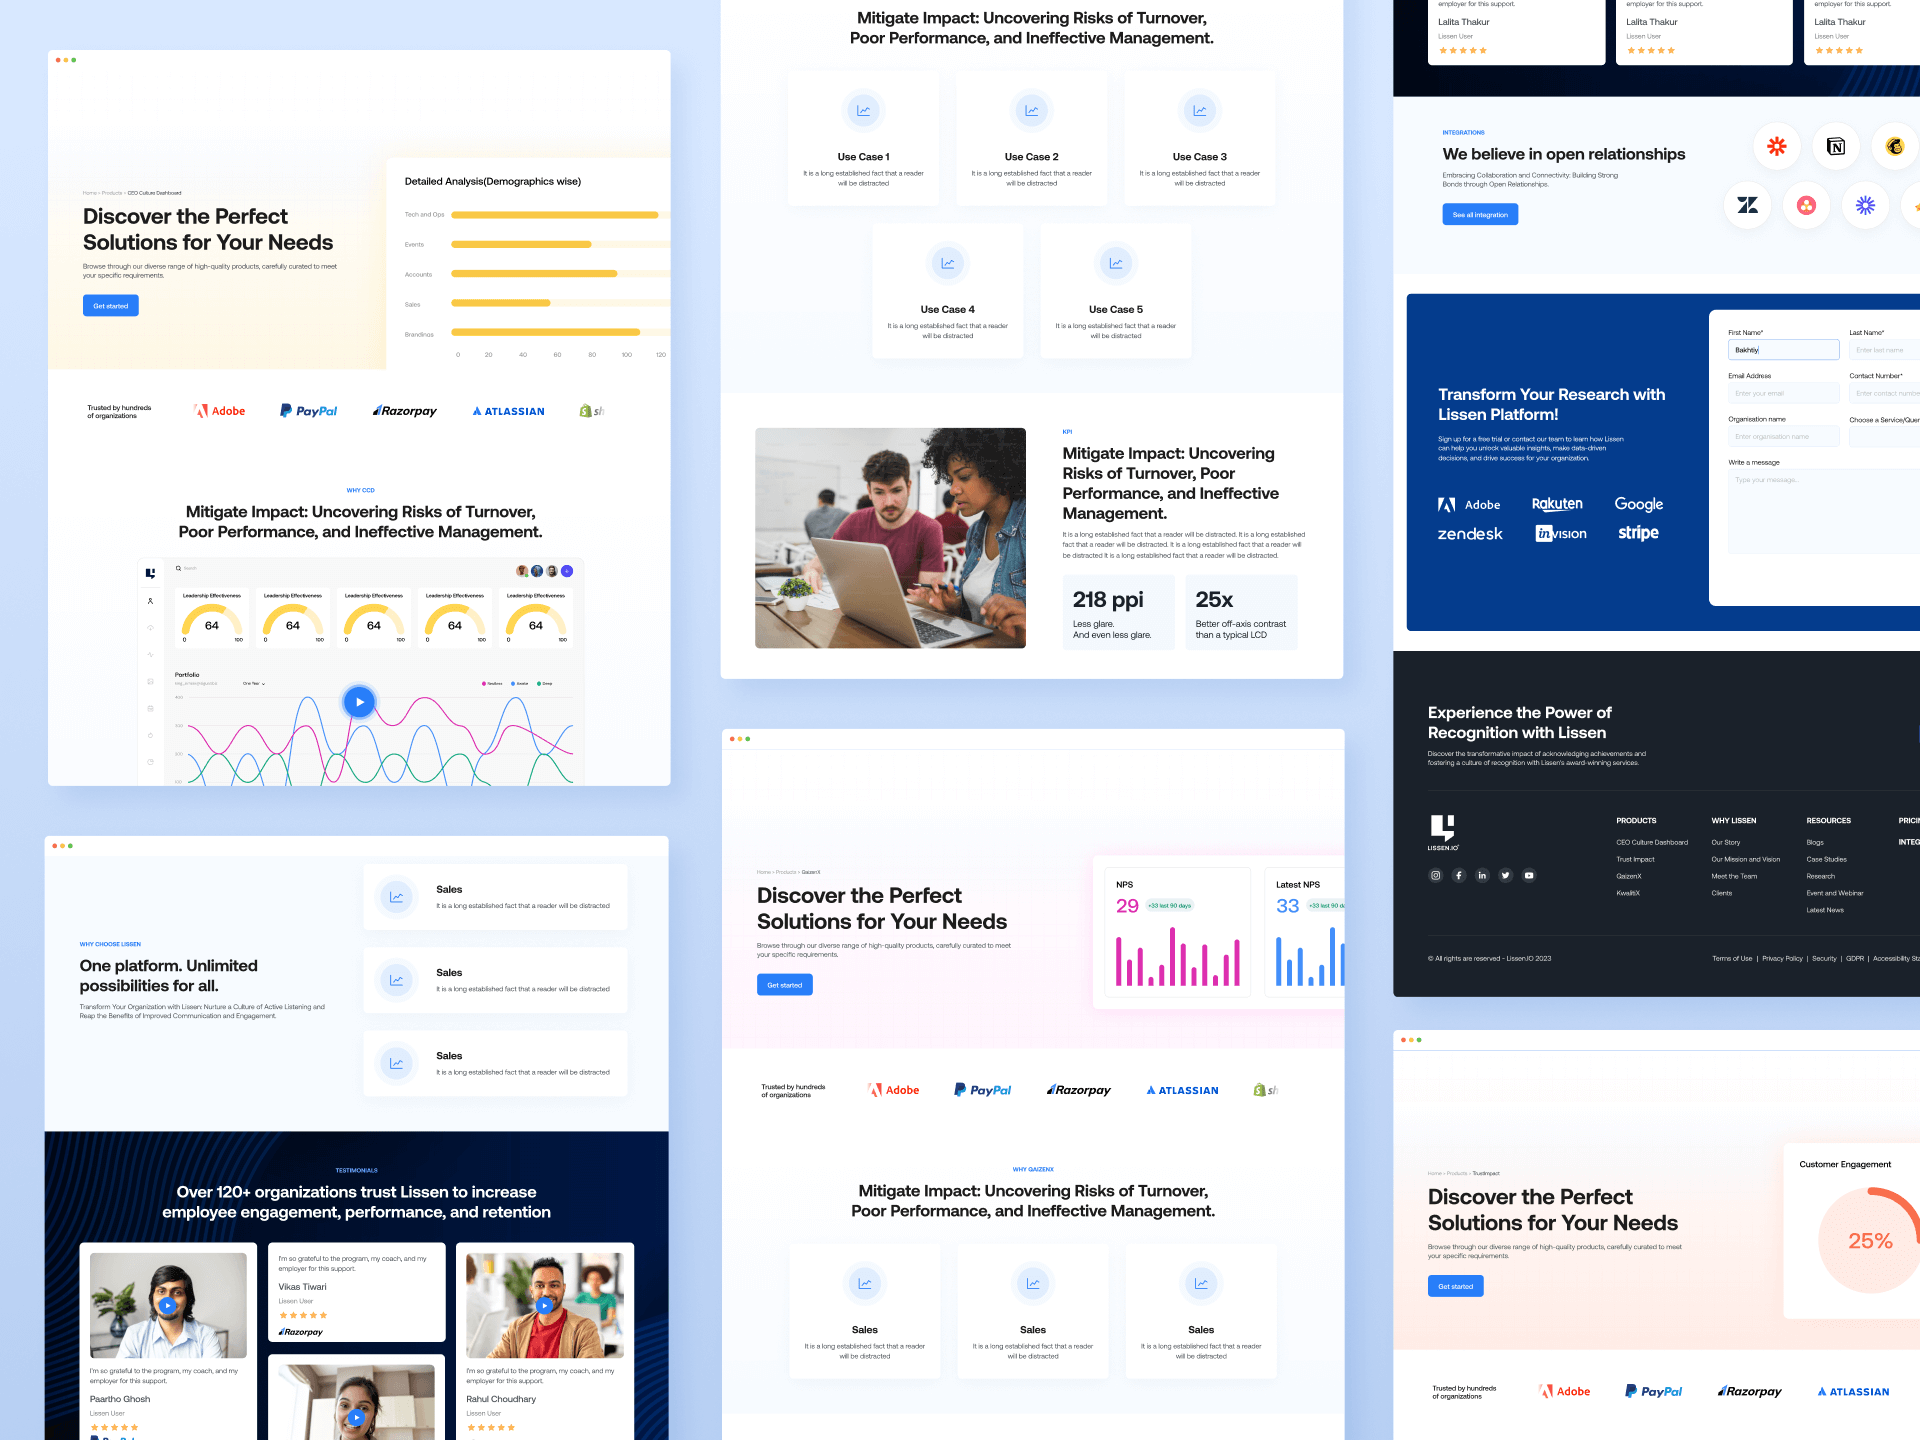 Home > Products > CEO Culture Dashboard
Discover the Perfect
Solutions for Your Needs
Browse through our diverse range of high-quality products, carefully curated to meet
your specific requirements.
Get started
Detailed Analysis(Demographics wise)
Tech and Ops
Events
Accounts
Sales
Brandings
0 20 40 60 80 100 120
Trusted by hundreds
of organizations
Adobe
PayPal
Razorpay
ATLASSIAN
sh
WHY CCD
Mitigate Impact: Uncovering Risks of Turnover,
Poor Performance, and Ineffective Management.
Search
Leadership Effectiveness
64
0 100
Leadership Effectiveness
64
0 100
Leadership Effectiveness
64
0 100
Leadership Effectiveness
64
0 100
Leadership Effectiveness
64
0 100
Portfolio
One Year
400
300
200
100
WHY CHOOSE LISSEN
One platform. Unlimited
possibilities for all.
Transform Your Organization with Lissen: Nurture a Culture of Active Listening and
Reap the Benefits of Improved Communication and Engagement.
Sales
It is a long established fact that a reader will be distracted
Sales
It is a long established fact that a reader will be distracted
Sales
It is a long established fact that a reader will be distracted
TESTIMONIALS
Over 120+ organizations trust Lissen to increase
employee engagement, performance, and retention
I'm so grateful to the program, my coach, and my
employer for this support.
Paartho Ghosh
Lissen User
I'm so grateful to the program, my coach, and my
employer for this support.
Vikas Tiwari
Lissen User
Razorpay
I'm so grateful to the program, my coach, and my
employer for this support.
Rahul Choudhary
Lissen User
Mitigate Impact: Uncovering Risks of Turnover,
Poor Performance, and Ineffective Management.
Use Case 1
It is a long established fact that a reader
will be distracted
Use Case 2
It is a long established fact that a reader
will be distracted
Use Case 3
It is a long established fact that a reader
will be distracted
Use Case 4
It is a long established fact that a reader
will be distracted
Use Case 5
It is a long established fact that a reader
will be distracted
KPI
Mitigate Impact: Uncovering
Risks of Turnover, Poor
Performance, and Ineffective
Management.
It is a long established fact that a reader will be distracted. It is a long established
fact that a reader will be distracted. It is a long established fact that a reader will
be distracted It is a long established fact that a reader will be distracted.
218 ppi
Less glare.
And even less glare.
25x
Better off-axis contrast
than a typical LCD
Home > Products > QaizenX
Discover the Perfect
Solutions for Your Needs
Browse through our diverse range of high-quality products, carefully curated to meet
your specific requirements.
Get started
NPS
29
+33 last 90 days
Latest NPS
33
+33 last 90 da
Trusted by hundreds
of organizations
Adobe
PayPal
Razorpay
ATLASSIAN
sh
WHY QAIZENX
Mitigate Impact: Uncovering Risks of Turnover,
Poor Performance, and Ineffective Management.
Sales
It is a long established fact that a reader
will be distracted
Sales
It is a long established fact that a reader
will be distracted
Sales
It is a long established fact that a reader
will be distracted
employer for this support.
Lalita Thakur
Lissen User
employer for this support.
Lalita Thakur
Lissen User
employer for this support.
Lalita Thakur
Lissen User
INTEGRATIONS
We believe in open relationships
Embracing Collaboration and Connectivity: Building Strong
Bonds through Open Relationships.
See all integration
Transform Your Research with
Lissen Platform!
Sign up for a free trial or contact our team to learn how Lissen
can help you unlock valuable insights, make data-driven
decisions, and drive success for your organization.
Adobe
Rakuten
Google
zendesk
invision
stripe
First Name*
Bakhtiy
Last Name*
Enter last name
Email Address
Enter your email
Contact Number*
Enter contact numbe
Organisation name
Enter organisation name
Choose a Service/Quer
Write a message
Type your message...
Experience the Power of
Recognition with Lissen
Discover the transformative impact of acknowledging achievements and
fostering a culture of recognition with Lissen's award-winning services.
LISSEN.IO
PRODUCTS
CEO Culture Dashboard
Trust Impact
QaizenX
KwalitiX
WHY LISSEN
Our Story
Our Mission and Vision
Meet the Team
Clients
RESOURCES
Blogs
Case Studies
Research
Event and Webinar
Latest News
PRICIN
INTEG
© All rights are reserved - Lissen.IO 2023
Terms of Use | Privacy Policy | Security | GDPR | Accessibility Sta
Home > Products > TrustImpact
Discover the Perfect
Solutions for Your Needs
Browse through our diverse range of high-quality products, carefully curated to meet
your specific requirements.
Get started
Customer Engagement
25%
Trusted by hundreds
of organizations
Adobe
PayPal
Razorpay
ATLASSIAN